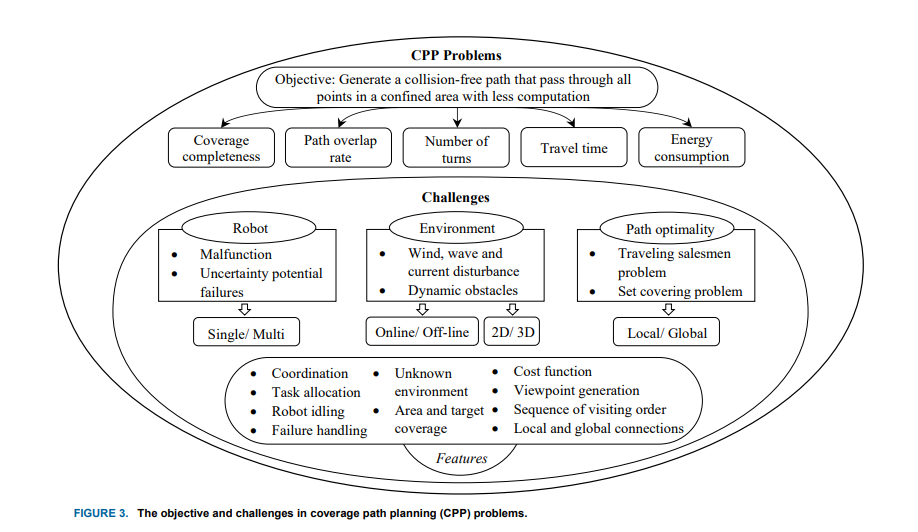 CPP Problems
Objective: Generate a collision-free path that pass through all
points in a confined area with less computation
Coverage
completeness
Path overlap
rate
Number of
turns
Travel time
Energy
consumption
Challenges
Robot
• Malfunction
• Uncertainty potential
failures
Single/ Multi
Environment
• Wind, wave and
current disturbance
• Dynamic obstacles
Online/ Off-line
2D/ 3D
Path optimality
• Traveling salesmen
problem
• Set covering problem
Local/ Global
• Coordination
• Task allocation
• Robot idling
• Failure handling
• Unknown
environment
• Area and target
coverage
• Cost function
• Viewpoint generation
• Sequence of visiting order
• Local and global connections
Features
FIGURE 3. The objective and challenges in coverage path planning (CPP) problems.